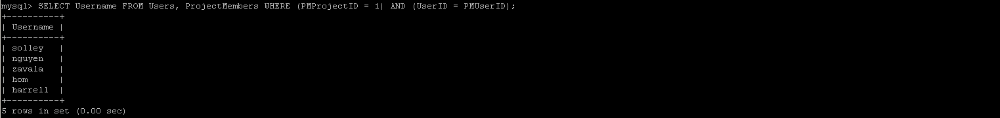 mysql> SELECT Username FROM Users, ProjectMembers WHERE (PMProjectID = 1) AND (UserID = PMUserID);
+----------+
| Username |
+----------+
| solley   |
| nguyen   |
| zavala   |
| hom      |
| harrell  |
+----------+
5 rows in set (0.00 sec)